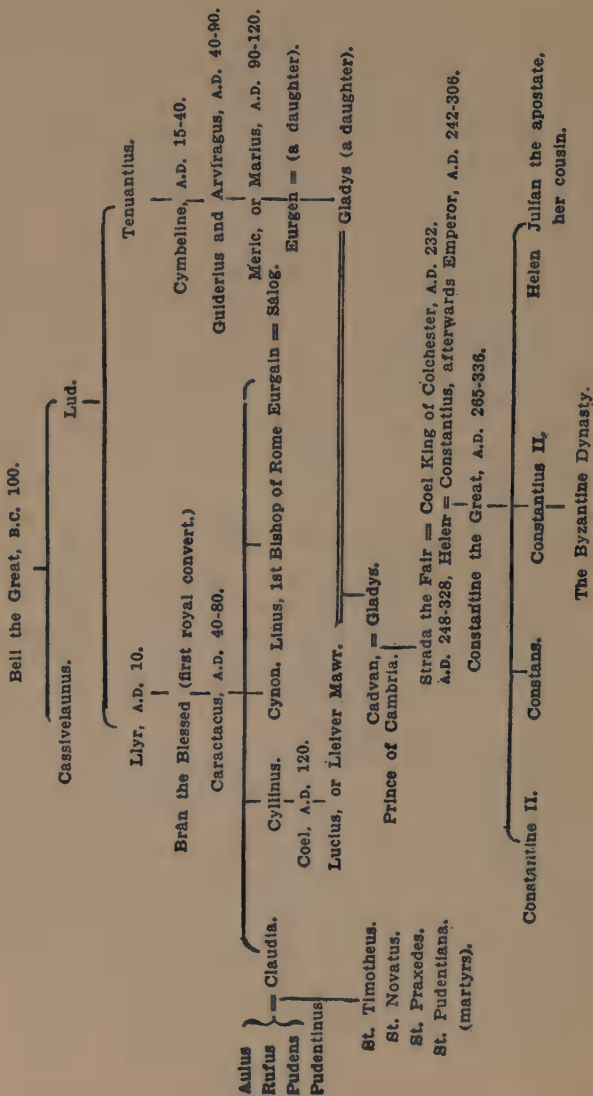 Beli the Great, B.C. 100.
Cassivelaunus.
Lud.
Llyr, A.D. 10.
Tenuantius.
Brân the Blessed (first royal convert.)
Cymbeline, A.D. 15-40.
Caractacus, A.D. 40-80.
Guiderius and Arviragus, A.D. 40-90.
Meric, or Marius, A.D. 90-120.
Aulus
Rufus
Pudens
Pudentinus
= Claudia.
Cyllinus.
Cynon.
Linus, 1st Bishop of Rome
Eurgain = Sálog.
Eurgen = (a daughter).
Coel, A.D. 120.
Lucius, or Lleiver Mawr.
Gladys (a daughter).
St. Timotheus.
St. Novatus.
St. Praxedes.
St. Pudentiana.
(martyrs).
Cadvan, = Gladys.
Prince of Cambria.
Strada the Fair = Coel King of Colchester, A.D. 232.
A.D. 248-328, Helen = Constantius, afterwards Emperor, A.D. 242-306.
Constantine the Great, A.D. 265-336.
Constantine II.
Constans.
Constantius II,
Helen
Julian the apostate,
her cousin.
The Byzantine Dynasty.